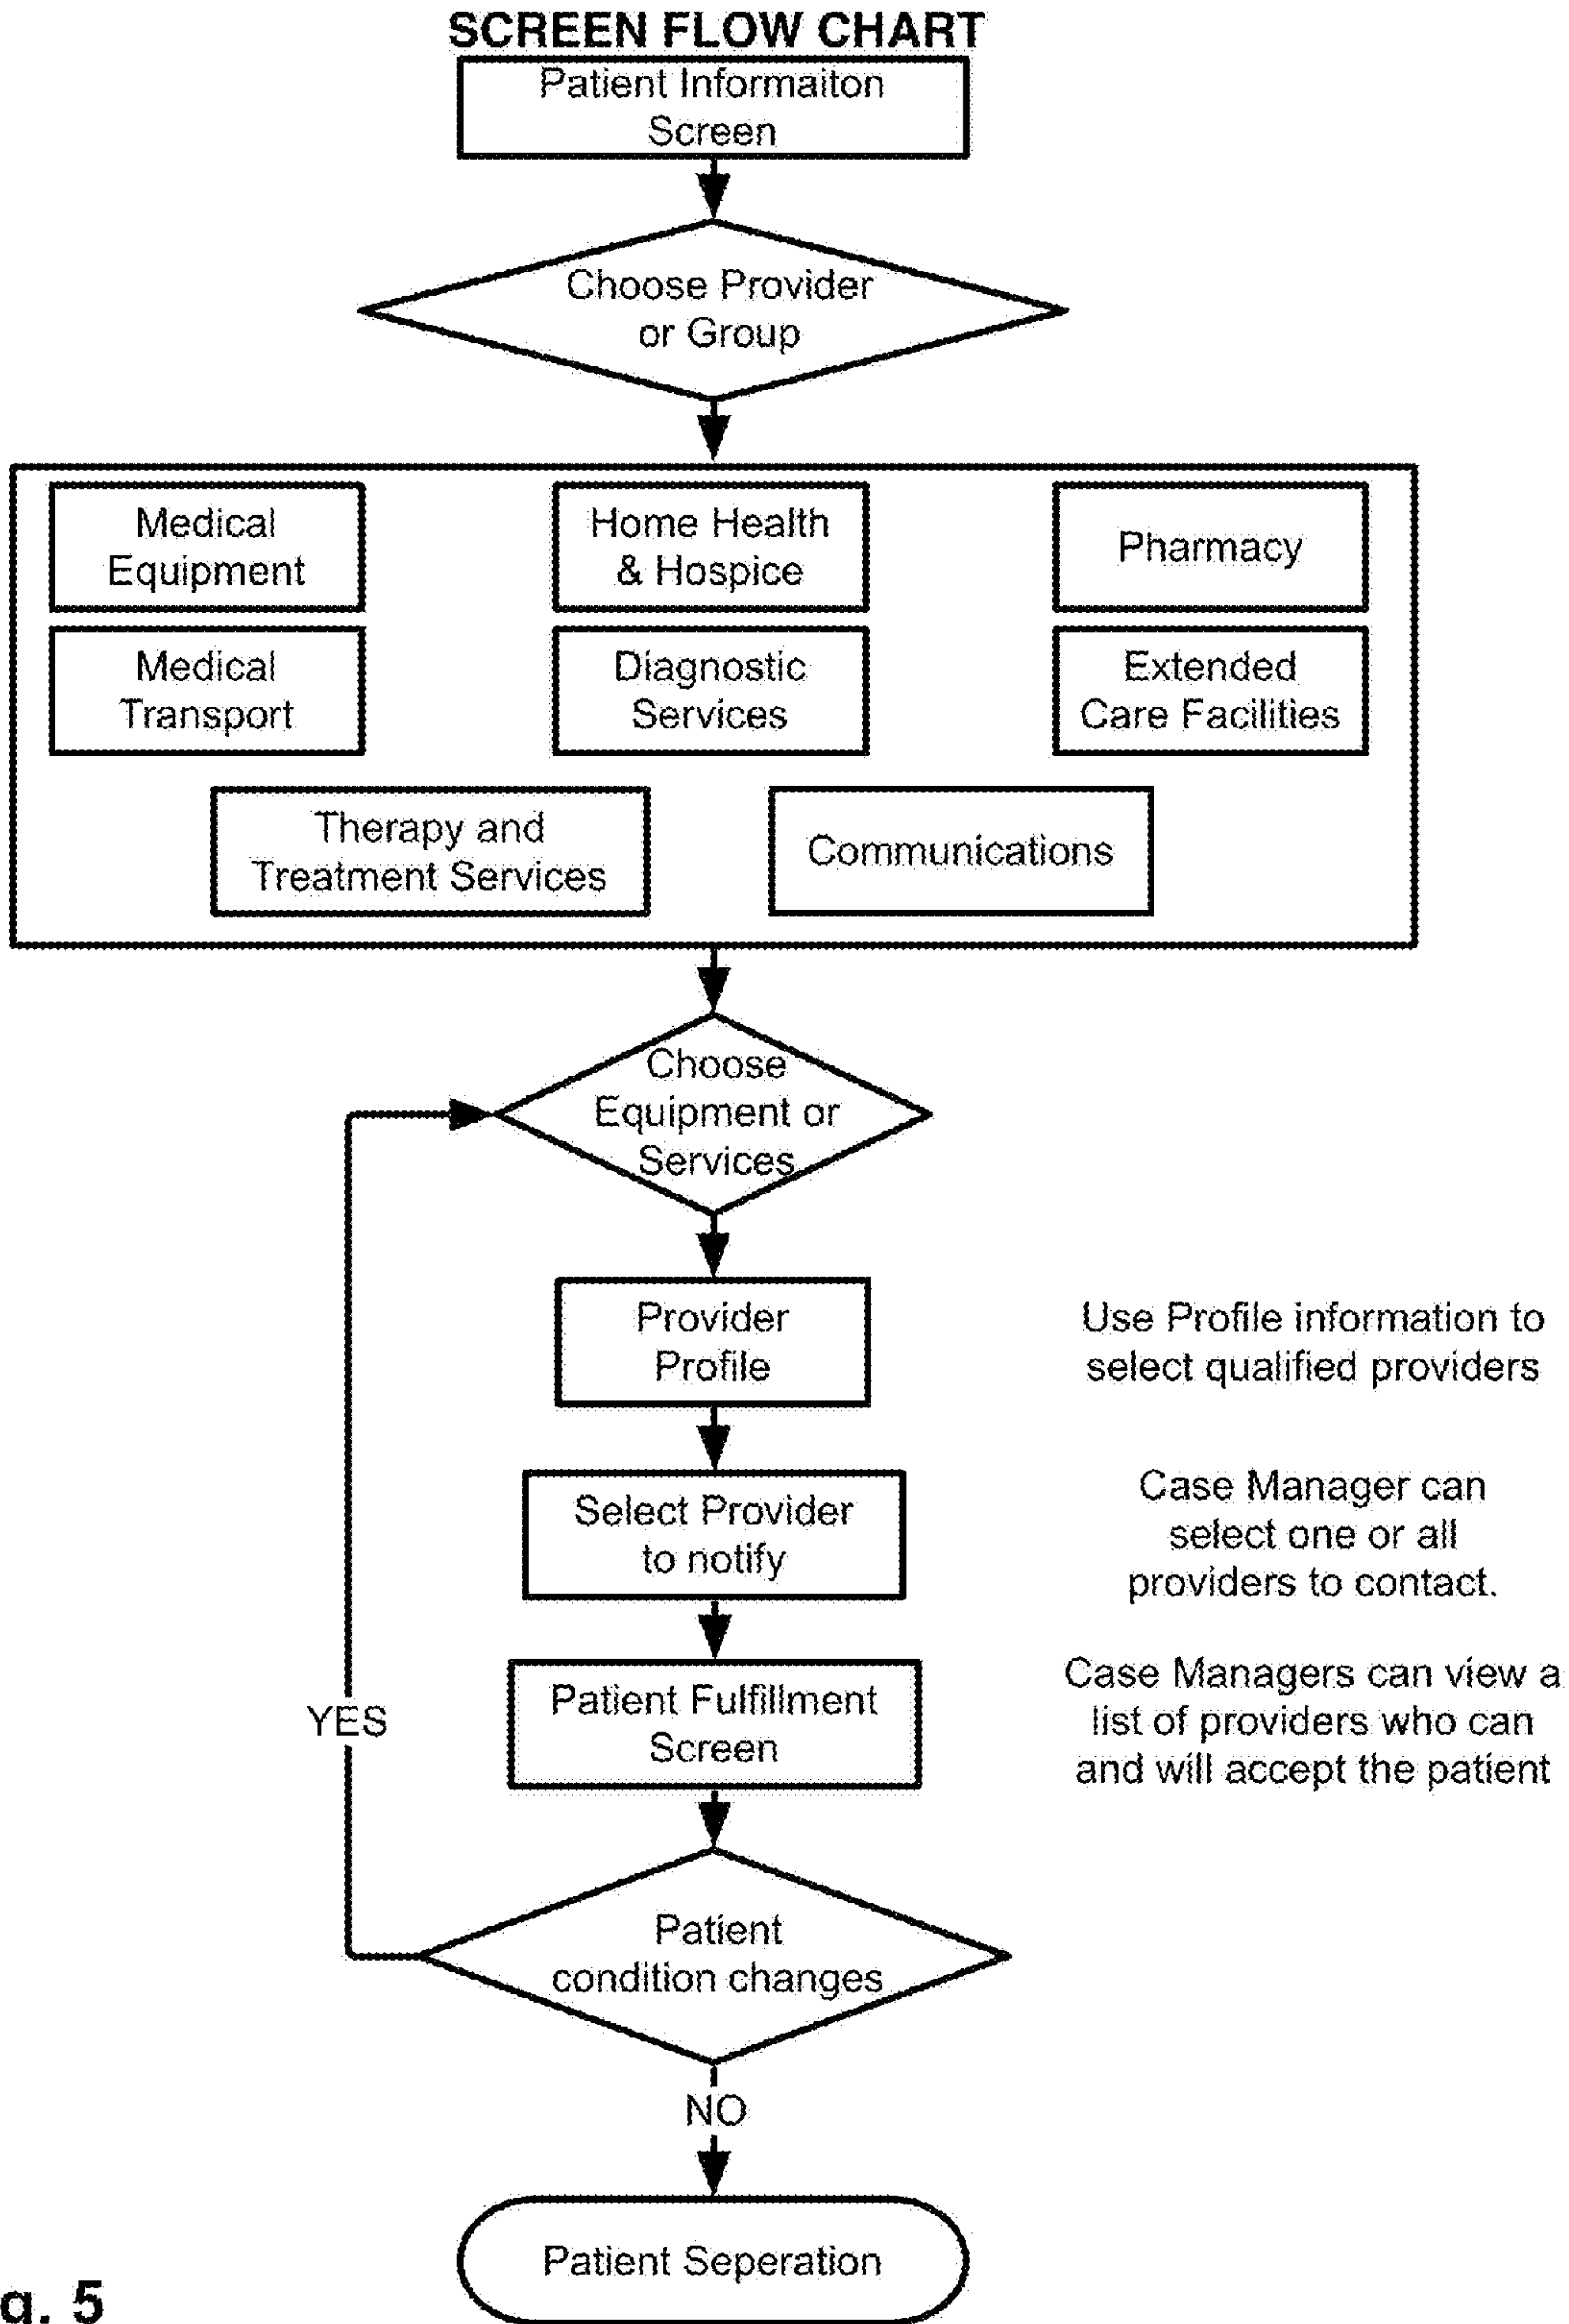 SCREEN FLOW CHART
Patient Informaiton
Screen
Choose Provider
or Group
Medical
Equipment
Home Health
& Hospice
Pharmacy
Medical
Transport
Diagnostic
Services
Extended
Care Facilities
Therapy and
Treatment Services
Communications
Choose
Equipment or
Services
Provider
Profile
Use Profile information to
select qualified providers
Select Provider
to notify
Case Manager can
select one or all
providers to contact.
Patient Fulfillment
Screen
Case Managers can view a
list of providers who can
and will accept the patient
YES
Patient
condition changes
NO
Patient Seperation
g. 5